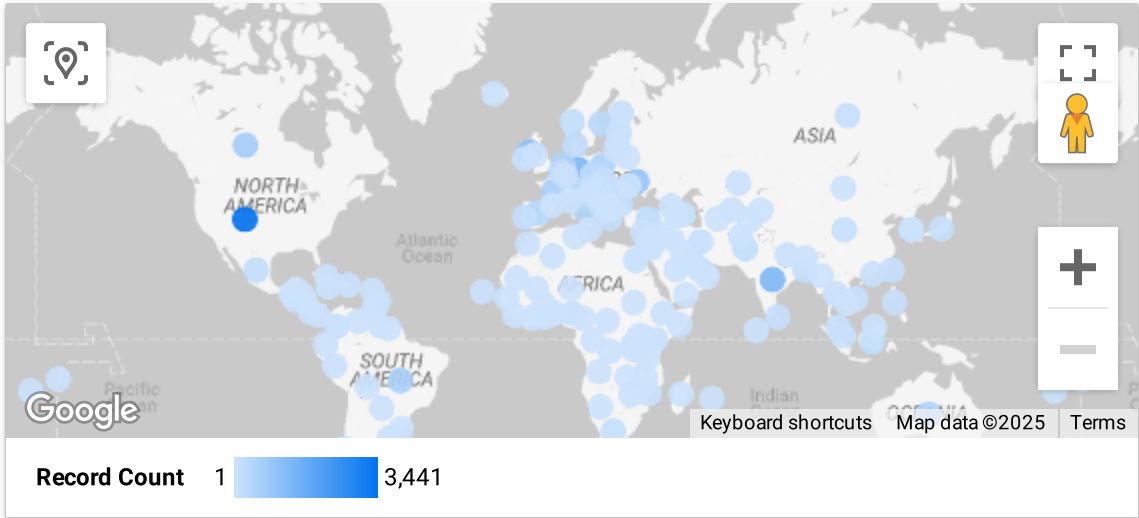 ASIA
NORTH
AMERICA
Atlantic
Ocean
AFRICA
SOUTH
AMERICA
Pacific
Indian
OCEANIA
Google
Keyboard shortcuts
Map data ©2025
Terms
Record Count
1
3,441